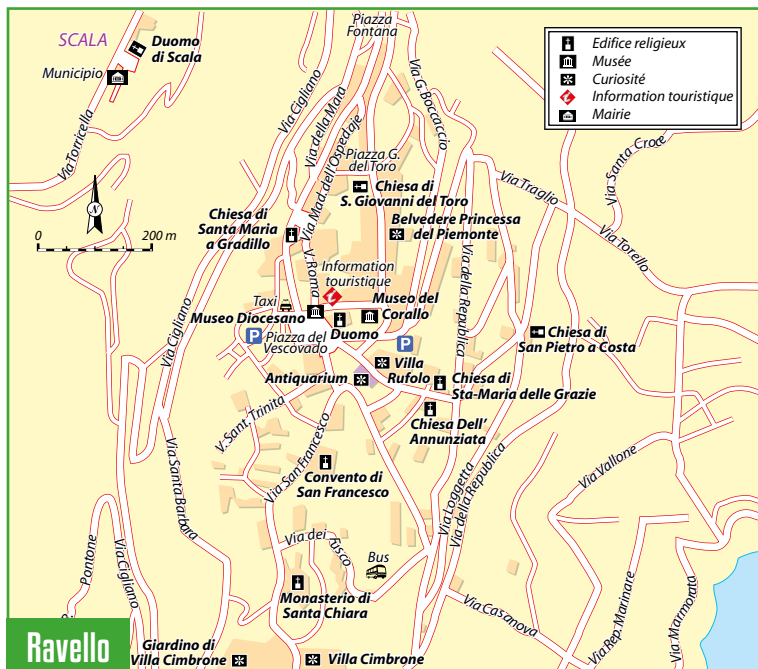 SCALA
Duomo
di Scala
Municipio
Via Torricella
Piazza
Fontana
Via Cigliano
Via della Mara
Via Mad. dell'Ospedaje
Via G. Boccaccio
Edifice religieux
Musée
Curiosité
Information touristique
Mairie
Via Santa Croce
Via Traglio
Via Torello
Piazza G.
del Toro
Chiesa di
S. Giovanni del Toro
N
0 200 m
Chiesa di
Santa Maria
a Gradillo
Belvedere Princessa
del Piemonte
V. Roma
Information
touristique
Via della Republica
Taxi
Museo Diocesano
Museo del
Corallo
Duomo
P
Piazza del
Vescovado
P
Via Cigliano
Chiesa di
San Pietro a Costa
Villa
Rufolo
Antiquarium
Chiesa di
Sta-Maria delle Grazie
V. Sant. Trinita
Chiesa Dell'
Annunziata
Via San Francesco
Via Santa Barbara
Convento di
San Francesco
Via Loggetta
Via della Republica
Via Vallone
Via dei Fusco
Bus
Pontone
Via Cigliano
Monasterio di
Santa Chiara
Via Casanova
Via Rep. Marinare
Via Marmorata
Ravello
Giardino di
Villa Cimbrone
Villa Cimbrone